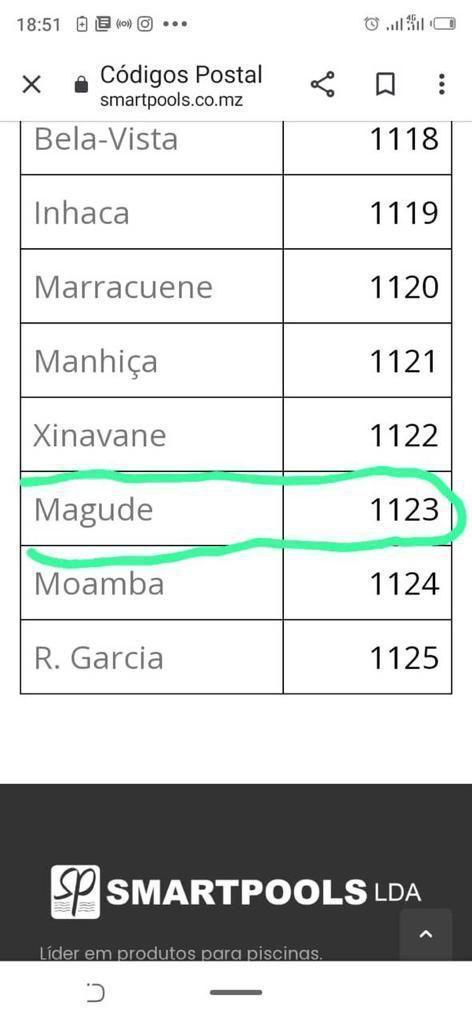 18:51
4G
Códigos Postal
smartpools.co.mz
Bela-Vista 1118
Inhaca 1119
Marracuene 1120
Manhiça 1121
Xinavane 1122
Magude 1123
Moamba 1124
R. Garcia 1125
SP SMARTPOOLS LDA
Líder em produtos para piscinas.